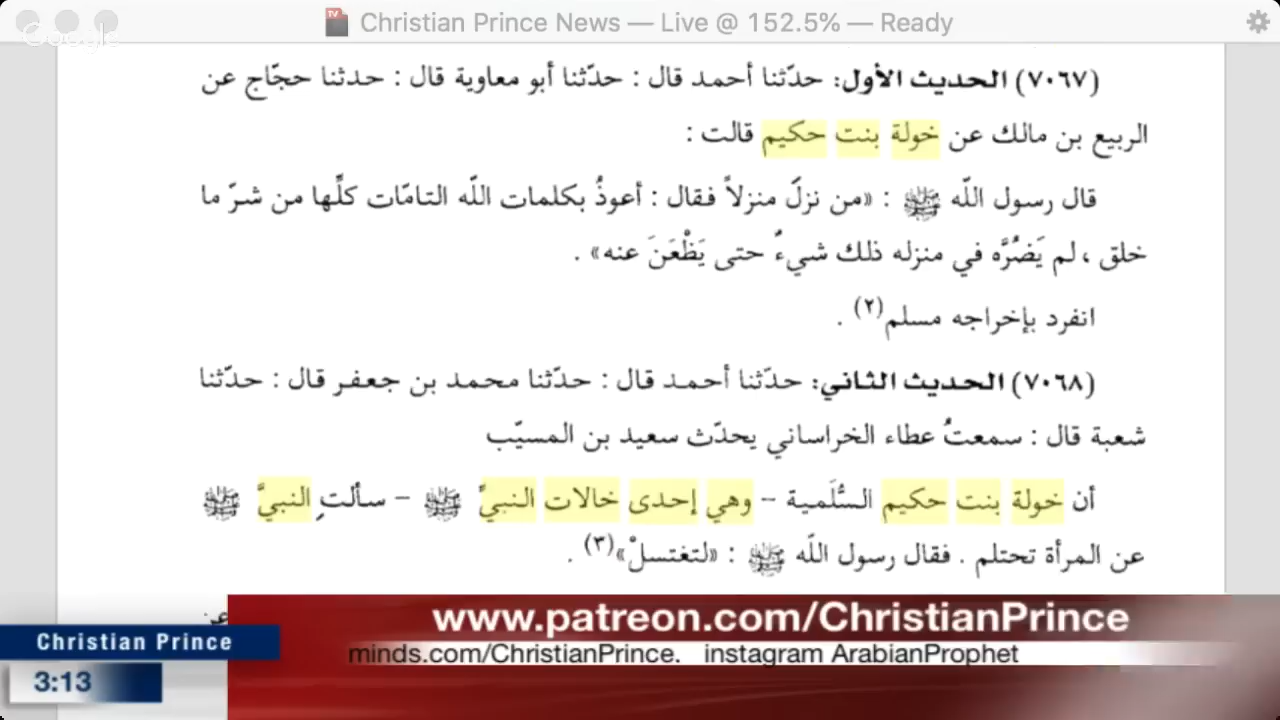 Christian Prince News — Live @ 152.5% — Ready
Google
(٧٠٦٧) الحديث الأول: حدّثنا أحمد قال : حدّثنا أبو معاوية قال : حدثنا حجّاج عن
الربيع بن مالك عن خولة بنت حكيم قالت :
قال رسول اللّه ﷺ : «من نزلَ منزلاً فقال : أعوذُ بكلمات اللّه التامّات كلِّها من شرّ ما
خلق ، لم يَضُرَّه في منزله ذلك شيءٌ حتى يَظْعَنَ عنه» .
انفرد بإخراجه مسلم(٢) .
(٧٠٦٨) الحديث الثاني: حدّثنا أحمد قال : حدّثنا محمد بن جعفر قال : حدّثنا
شعبة قال : سمعتُ عطاء الخراساني يحدّث سعيد بن المسيّب
أن خولة بنت حكيم السُّلَمية – وهي إحدى خالات النبيِّ ﷺ – سألتِ النبيَّ ﷺ
عن المرأة تحتلم . فقال رسول اللّه ﷺ : «لتغتسلْ»(٣) .
www.patreon.com/ChristianPrince
Christian Prince
minds.com/ChristianPrince. instagram ArabianProphet
3:13